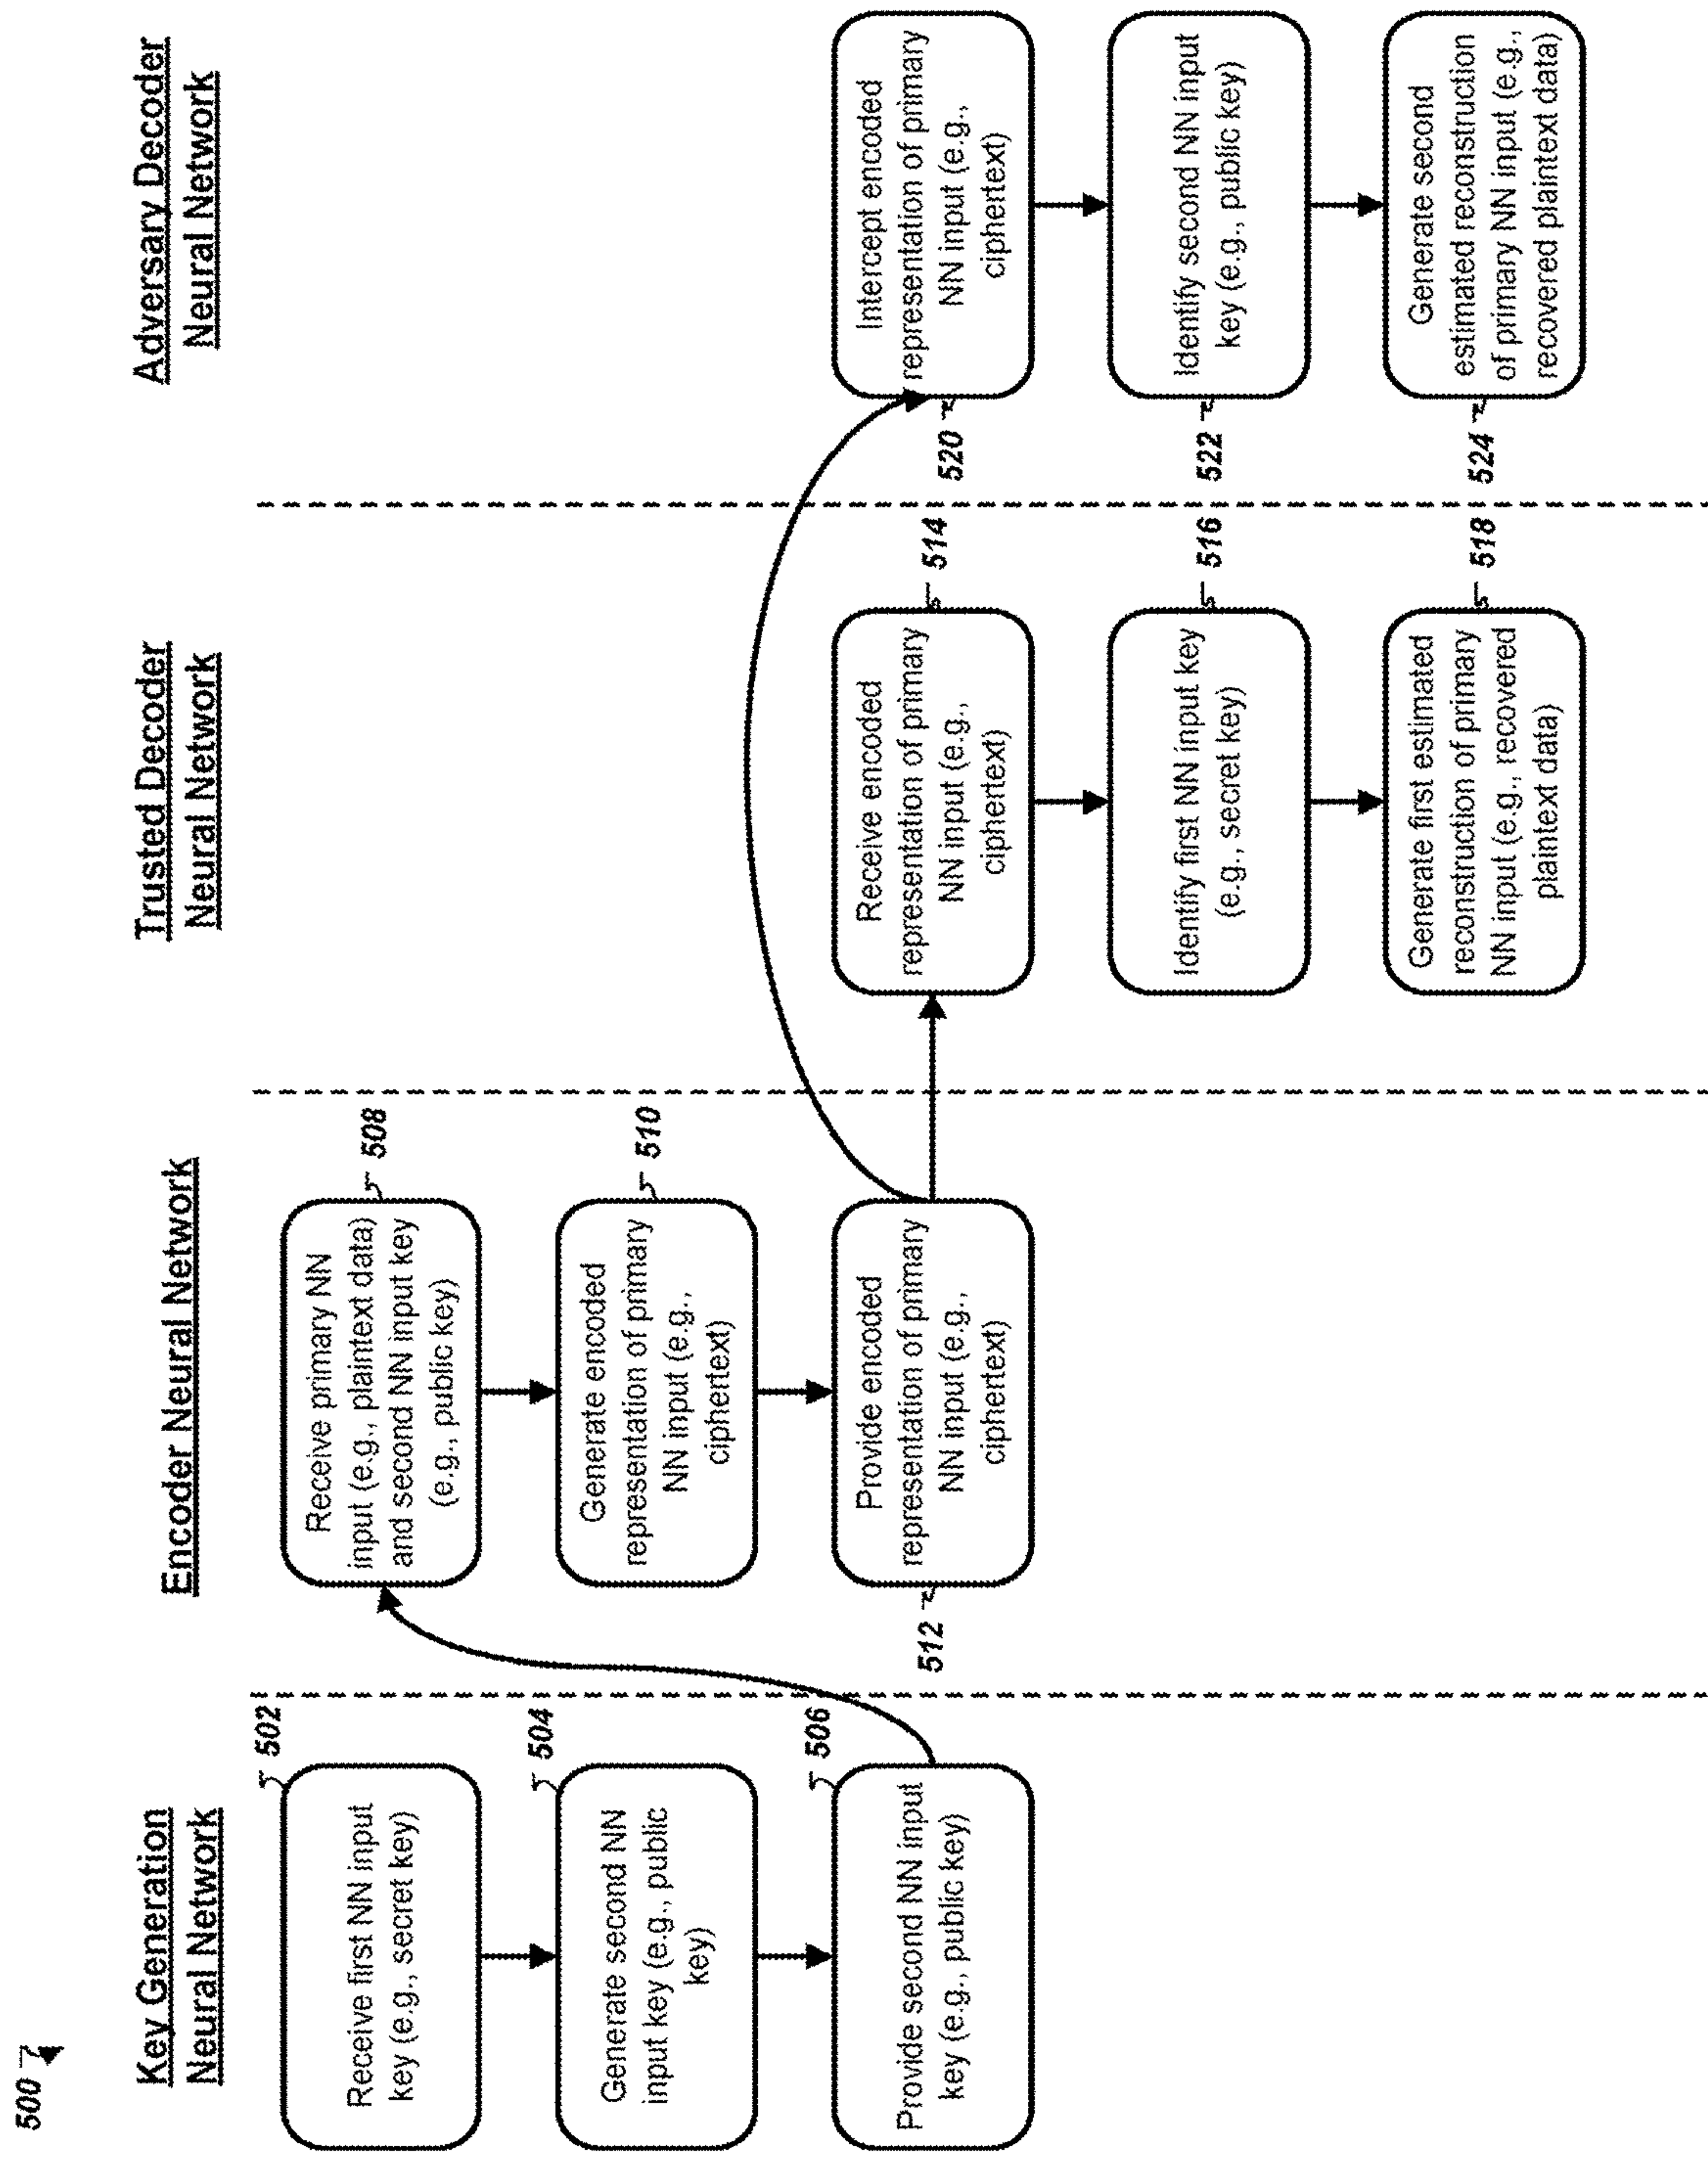 500
Key Generation
Neural Network
502
Receive first NN input
key (e.g., secret key)
504
Generate second NN
input key (e.g., public
key)
506
Provide second NN input
key (e.g., public key)
Encoder Neural Network
508
Receive primary NN
input (e.g., plaintext data)
and second NN input key
(e.g., public key)
510
Generate encoded
representation of primary
NN input (e.g.,
ciphertext)
512
Provide encoded
representation of primary
NN input (e.g.,
ciphertext)
Trusted Decoder
Neural Network
514
Receive encoded
representation of primary
NN input (e.g.,
ciphertext)
516
Identify first NN input key
(e.g., secret key)
518
Generate first estimated
reconstruction of primary
NN input (e.g., recovered
plaintext data)
Adversary Decoder
Neural Network
520
Intercept encoded
representation of primary
NN input (e.g.,
ciphertext)
522
Identify second NN input
key (e.g., public key)
524
Generate second
estimated reconstruction
of primary NN input (e.g.,
recovered plaintext data)